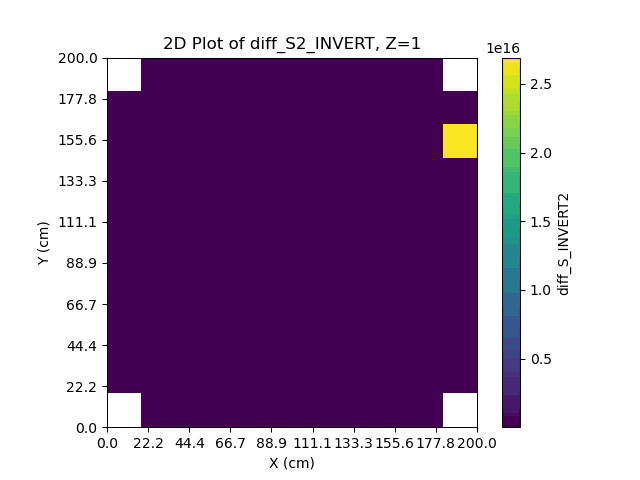 2D Plot of diff_S2_INVERT, Z=1
1e16
200.0
177.8
155.6
133.3
111.1
88.9
66.7
44.4
22.2
0.0
Y (cm)
0.0 22.2 44.4 66.7 88.9 111.1 133.3 155.6 177.8 200.0
X (cm)
2.5
2.0
1.5
1.0
0.5
diff_S_INVERT2